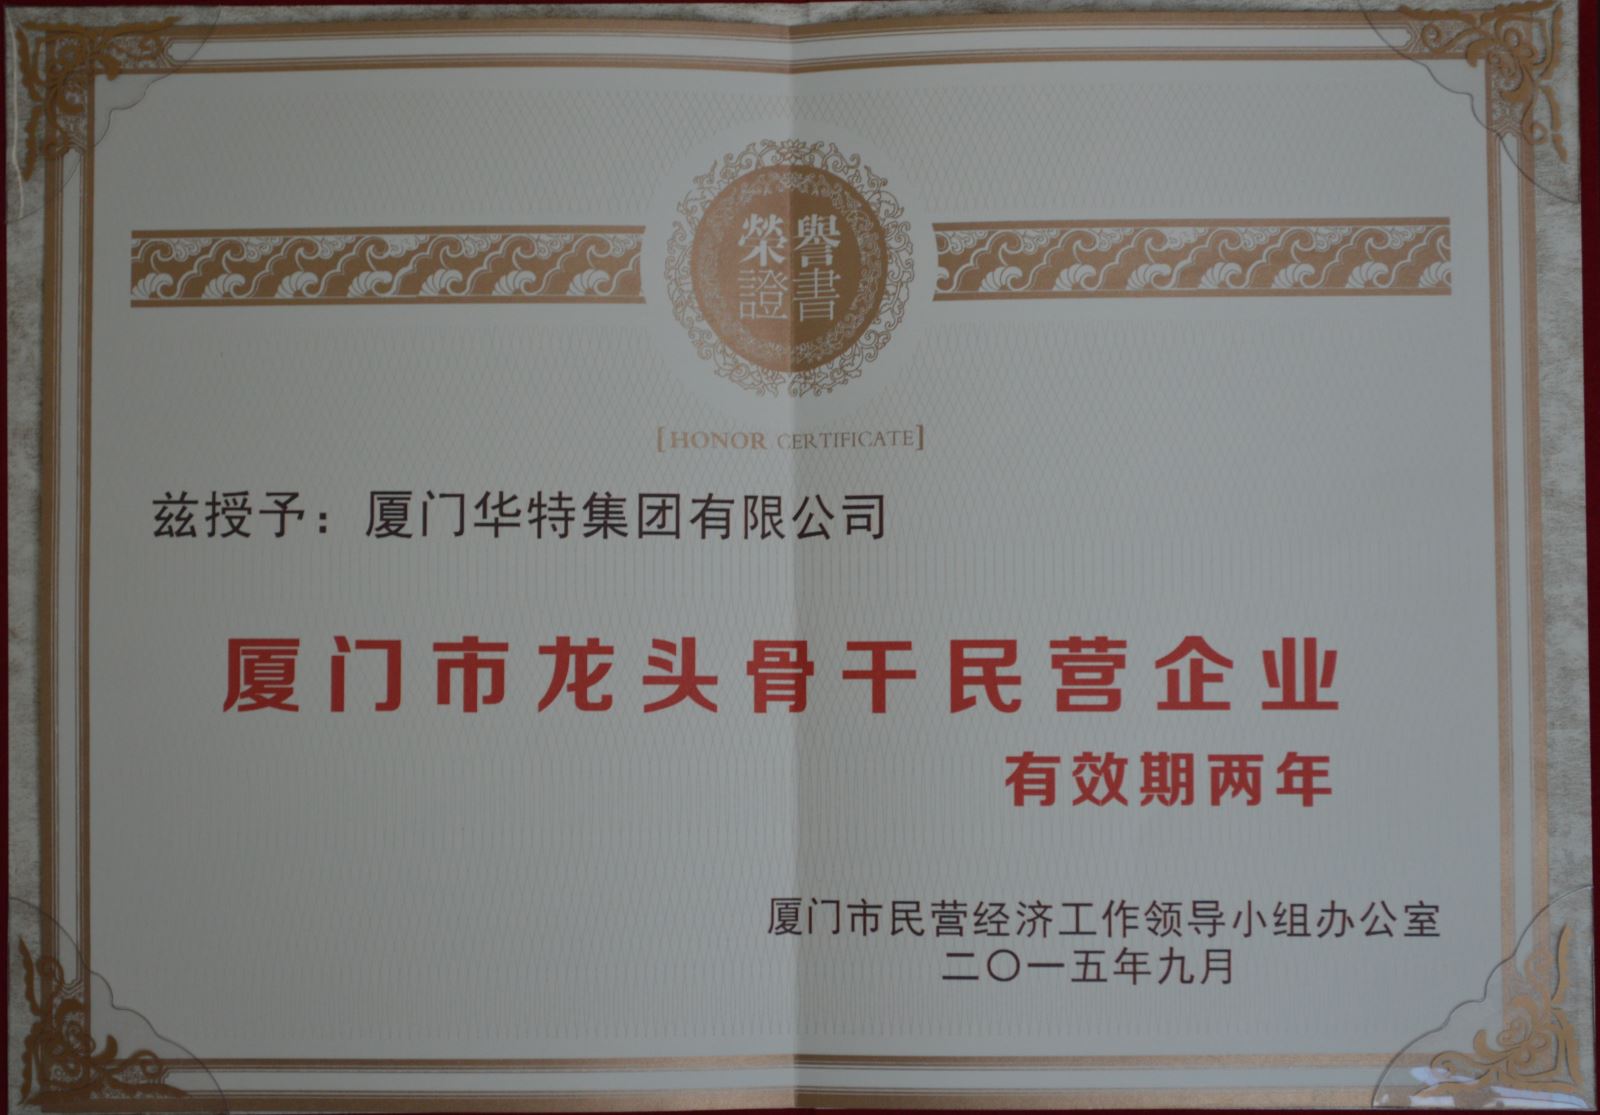 榮譽
證書
[HONOR CERTIFICATE]
兹授予：厦门华特集团有限公司
厦门市龙头骨干民营企业
有效期两年
厦门市民营经济工作领导小组办公室
二〇一五年九月